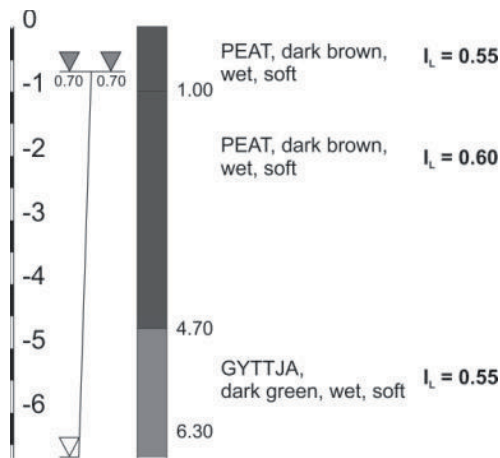 0
PEAT, dark brown,
wet, soft
I_L = 0.55
0.70 0.70
-1
1.00
-2
PEAT, dark brown,
wet, soft
I_L = 0.60
-3
-4
4.70
-5
GYTTJA,
dark green, wet, soft
I_L = 0.55
-6
6.30